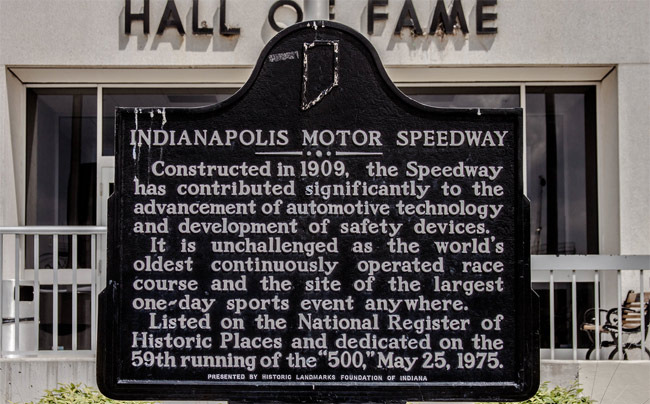 HALL OF FAME
INDIANAPOLIS MOTOR SPEEDWAY
Constructed in 1909, the Speedway
has contributed significantly to the
advancement of automotive technology
and development of safety devices.
It is unchallenged as the world's
oldest continuously operated race
course and the site of the largest
one-day sports event anywhere.
Listed on the National Register of
Historic Places and dedicated on the
59th running of the "500," May 25, 1975.
PRESENTED BY HISTORIC LANDMARKS FOUNDATION OF INDIANA